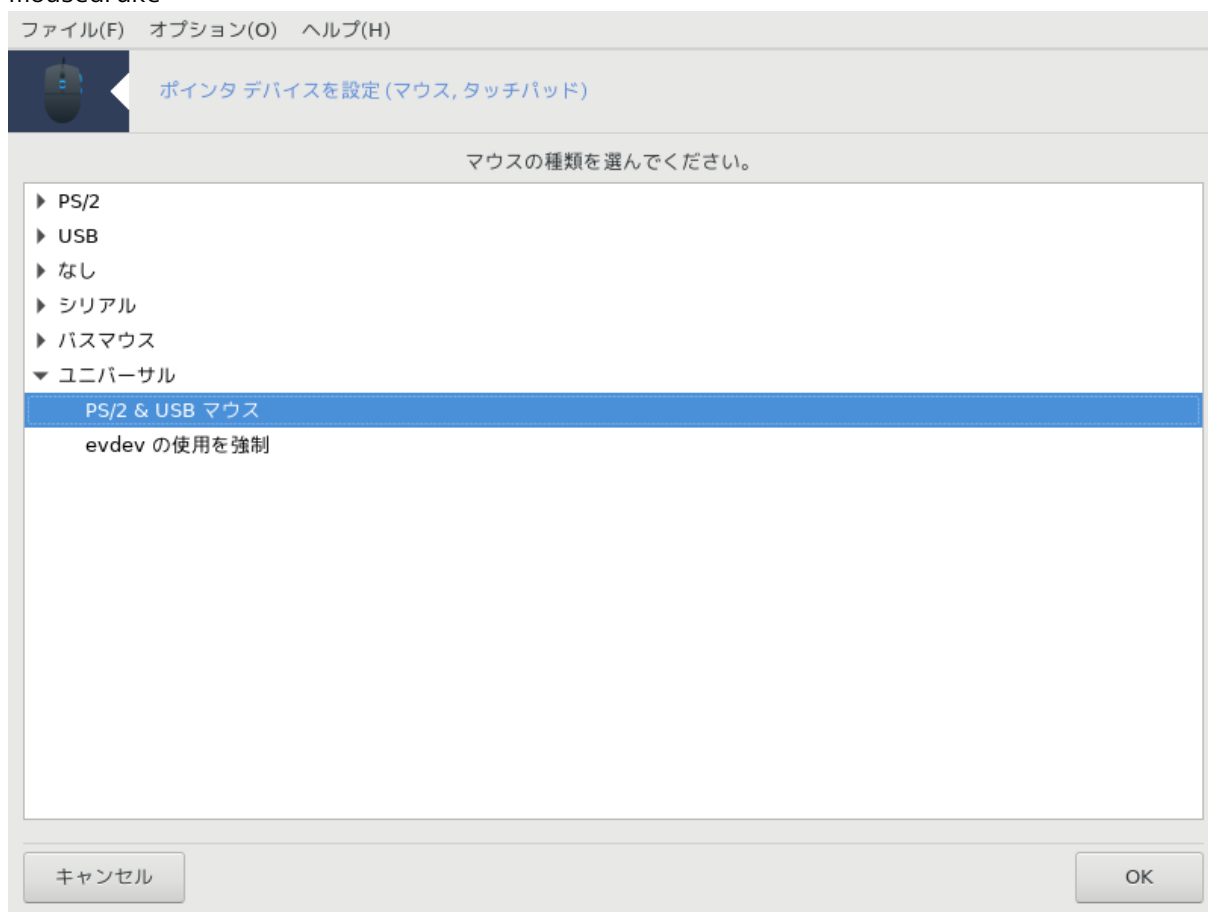 mousedrake
ファイル(F) オプション(O) ヘルプ(H)
ポインタ デバイスを設定 (マウス, タッチパッド)
マウスの種類を選んでください。
PS/2
USB
なし
シリアル
バスマウス
ユニバーサル
PS/2 & USB マウス
evdev の使用を強制
キャンセル OK